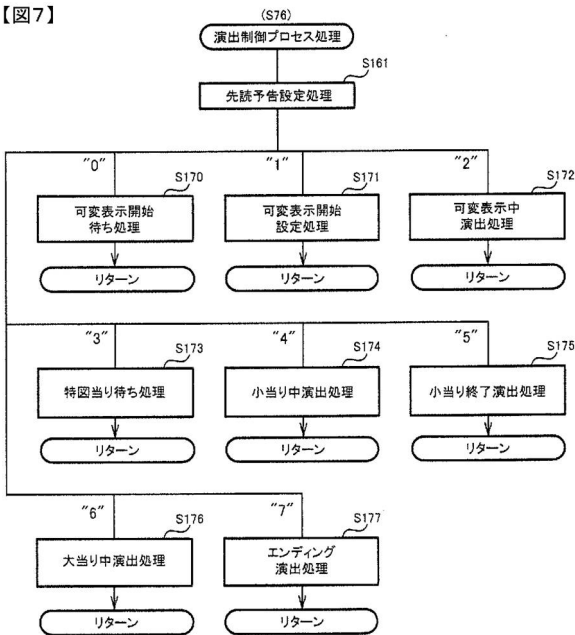 【図7】
(S76)
演出制御プロセス処理
S161
先読予告設定処理
"0"
"1"
"2"
S170
S171
S172
可変表示開始
待ち処理
可変表示開始
設定処理
可変表示中
演出処理
リターン
リターン
リターン
"3"
"4"
"5"
S173
S174
S175
特図当り待ち処理
小当り中演出処理
小当り終了演出処理
リターン
リターン
リターン
"6"
"7"
S176
S177
大当り中演出処理
エンディング
演出処理
リターン
リターン